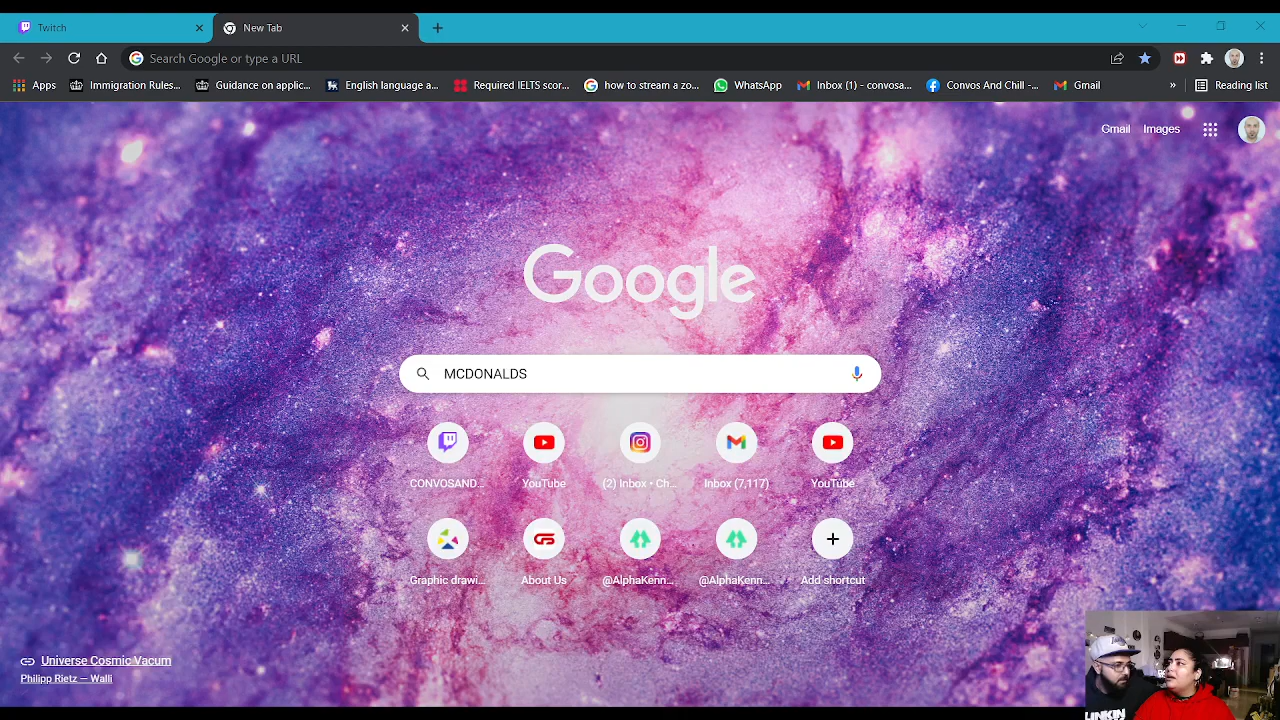 Twitch
New Tab
Search Google or type a URL
Apps
Immigration Rules...
Guidance on applic...
English language a...
Required IELTS scor...
how to stream a zo...
WhatsApp
Inbox (1) - convosa...
Convos And Chill -...
Gmail
»
Reading list
Gmail
Images
Google
MCDONALDS
CONVOSAND...
YouTube
(2) Inbox • Ch...
Inbox (7,117)
YouTube
Graphic drawi...
About Us
@AlphaKenn...
@AlphaKenn...
Add shortcut
Universe Cosmic Vacum
Philipp Rietz — Walli
LINKIN